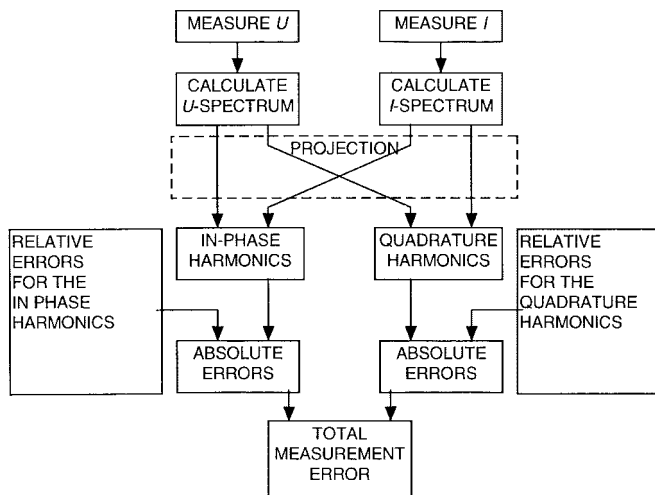 MEASURE U
MEASURE I
CALCULATE
U-SPECTRUM
CALCULATE
I-SPECTRUM
PROJECTION
RELATIVE
ERRORS
FOR THE
IN PHASE
HARMONICS
IN-PHASE
HARMONICS
QUADRATURE
HARMONICS
RELATIVE
ERRORS
FOR THE
QUADRATURE
HARMONICS
ABSOLUTE
ERRORS
ABSOLUTE
ERRORS
TOTAL
MEASUREMENT
ERROR